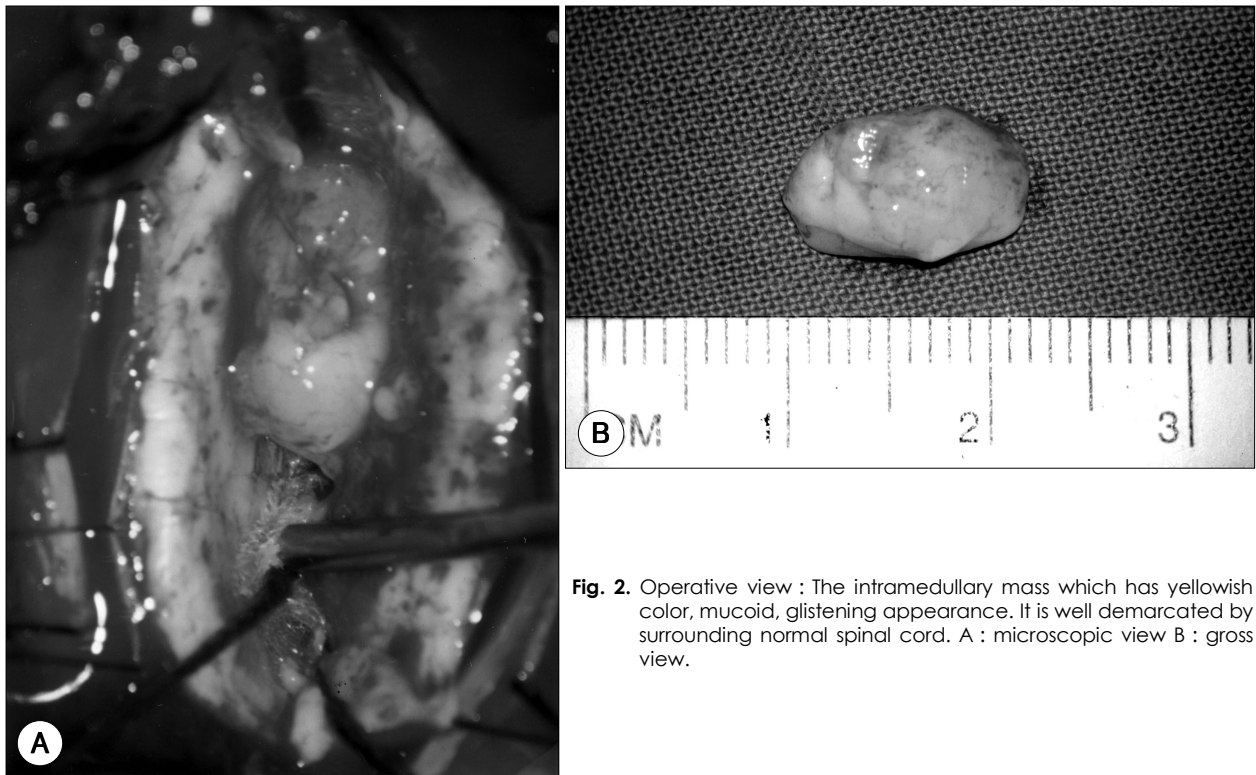 A
B
CM 1 2 3
Fig. 2. Operative view : The intramedullary mass which has yellowish
color, mucoid, glistening appearance. It is well demarcated by
surrounding normal spinal cord. A : microscopic view B : gross
view.